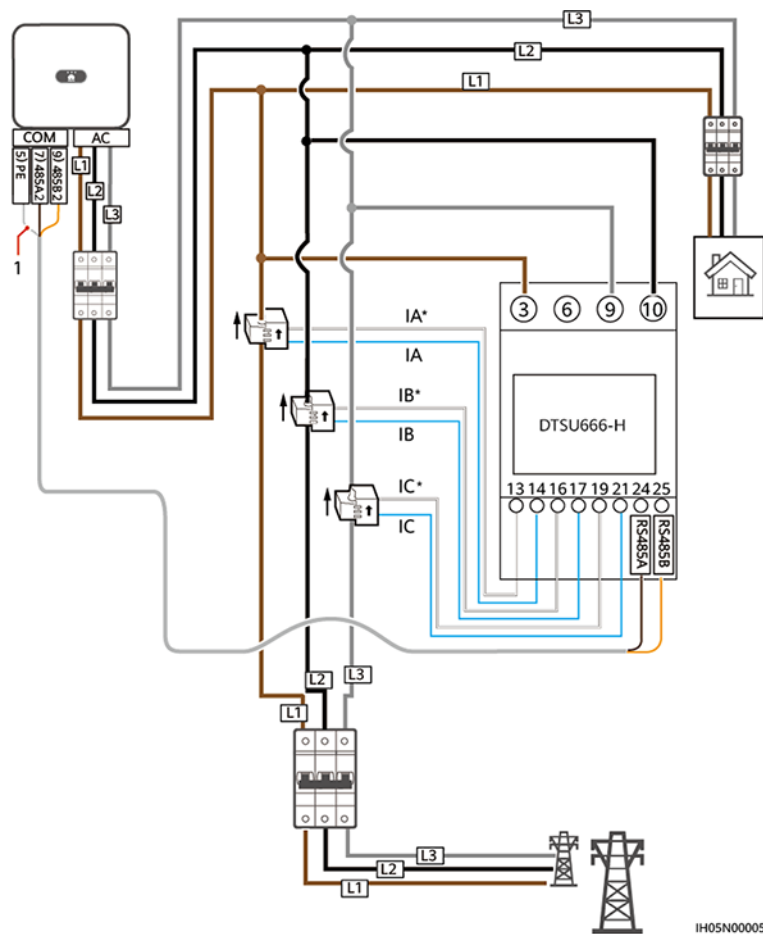 L3
L2
L1
COM
AC
5) PE
7) 485A2
9) 485B2
L1
L2
L3
1
3
6
9
10
IA*
IA
IB*
IB
DTSU666-H
IC*
IC
13 14 16 17 19 21 24 25
RS485A
RS485B
L3
L2
L1
L3
L2
L1
IH05N00005